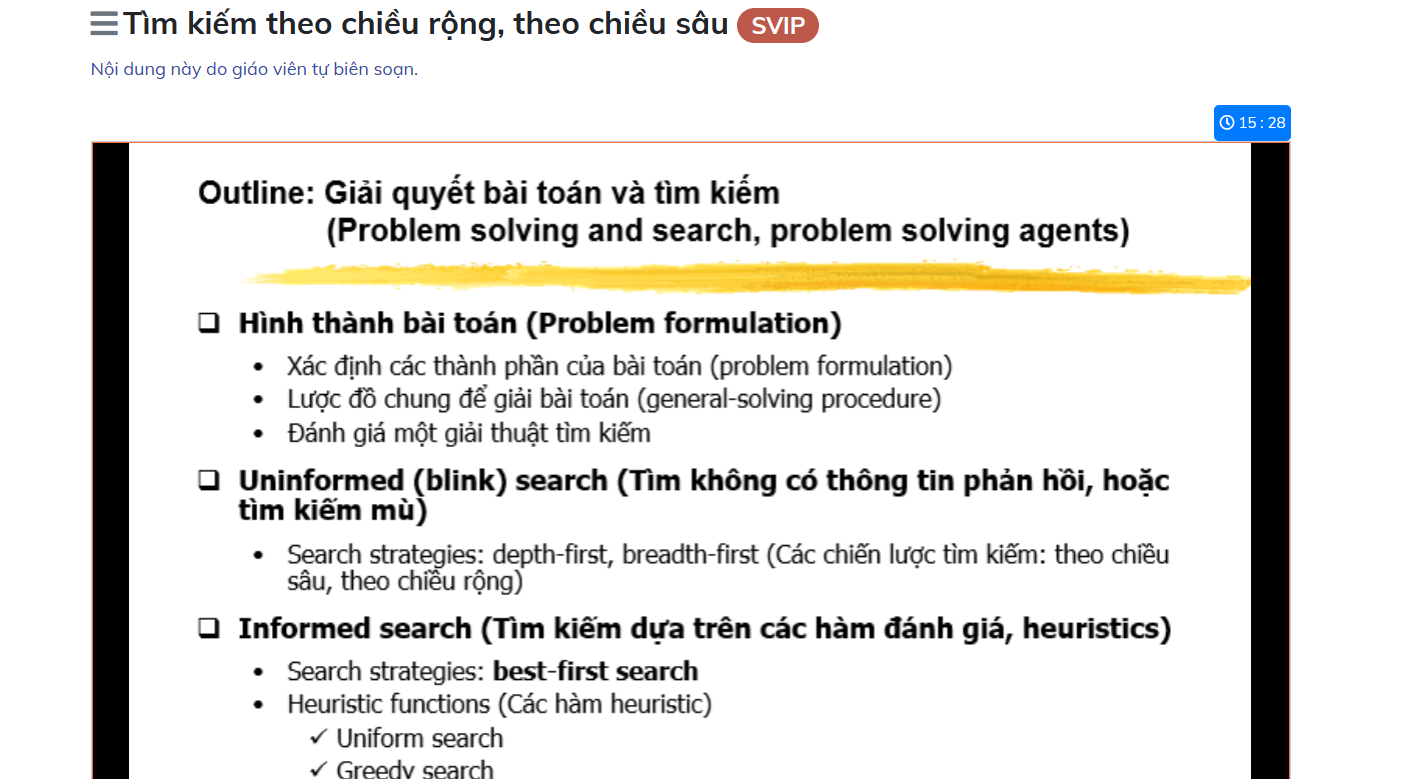 Tìm kiếm theo chiều rộng, theo chiều sâu SVIP
Nội dung này do giáo viên tự biên soạn.
15 : 28
Outline: Giải quyết bài toán và tìm kiếm
(Problem solving and search, problem solving agents)
Hình thành bài toán (Problem formulation)
• Xác định các thành phần của bài toán (problem formulation)
• Lược đồ chung để giải bài toán (general-solving procedure)
• Đánh giá một giải thuật tìm kiếm
Uninformed (blink) search (Tìm không có thông tin phản hồi, hoặc
tìm kiếm mù)
• Search strategies: depth-first, breadth-first (Các chiến lược tìm kiếm: theo chiều
sâu, theo chiều rộng)
Informed search (Tìm kiếm dựa trên các hàm đánh giá, heuristics)
• Search strategies: best-first search
• Heuristic functions (Các hàm heuristic)
✓ Uniform search
✓ Greedy search